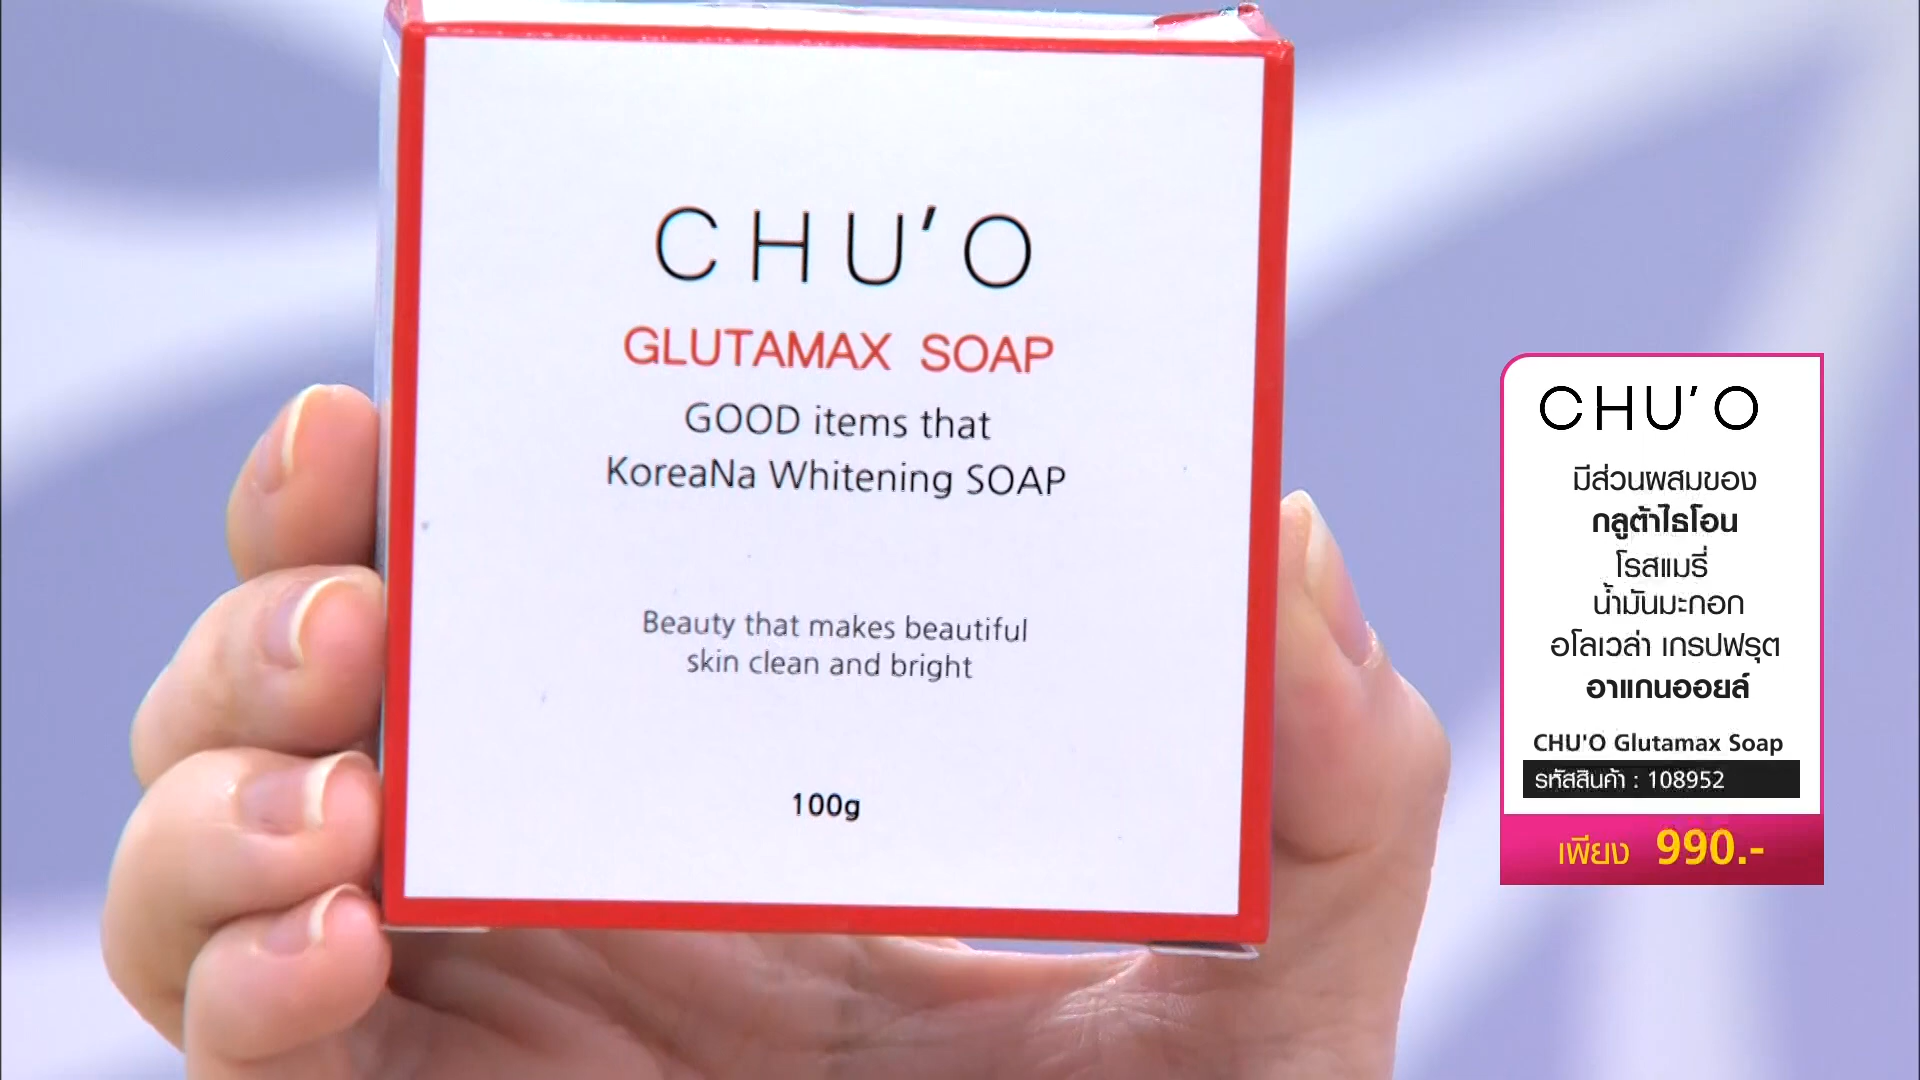 CHU'O
GLUTAMAX SOAP
GOOD items that
KoreaNa Whitening SOAP
Beauty that makes beautiful
skin clean and bright
100g
CHU'O
มีส่วนผสมของ
กลูต้าไธโอน
โรสแมรี่
น้ำมันมะกอก
อโลเวล่า เกรปฟรุต
อาแกนออยล์
CHU'O Glutamax Soap
รหัสสินค้า : 108952
เพียง 990.-